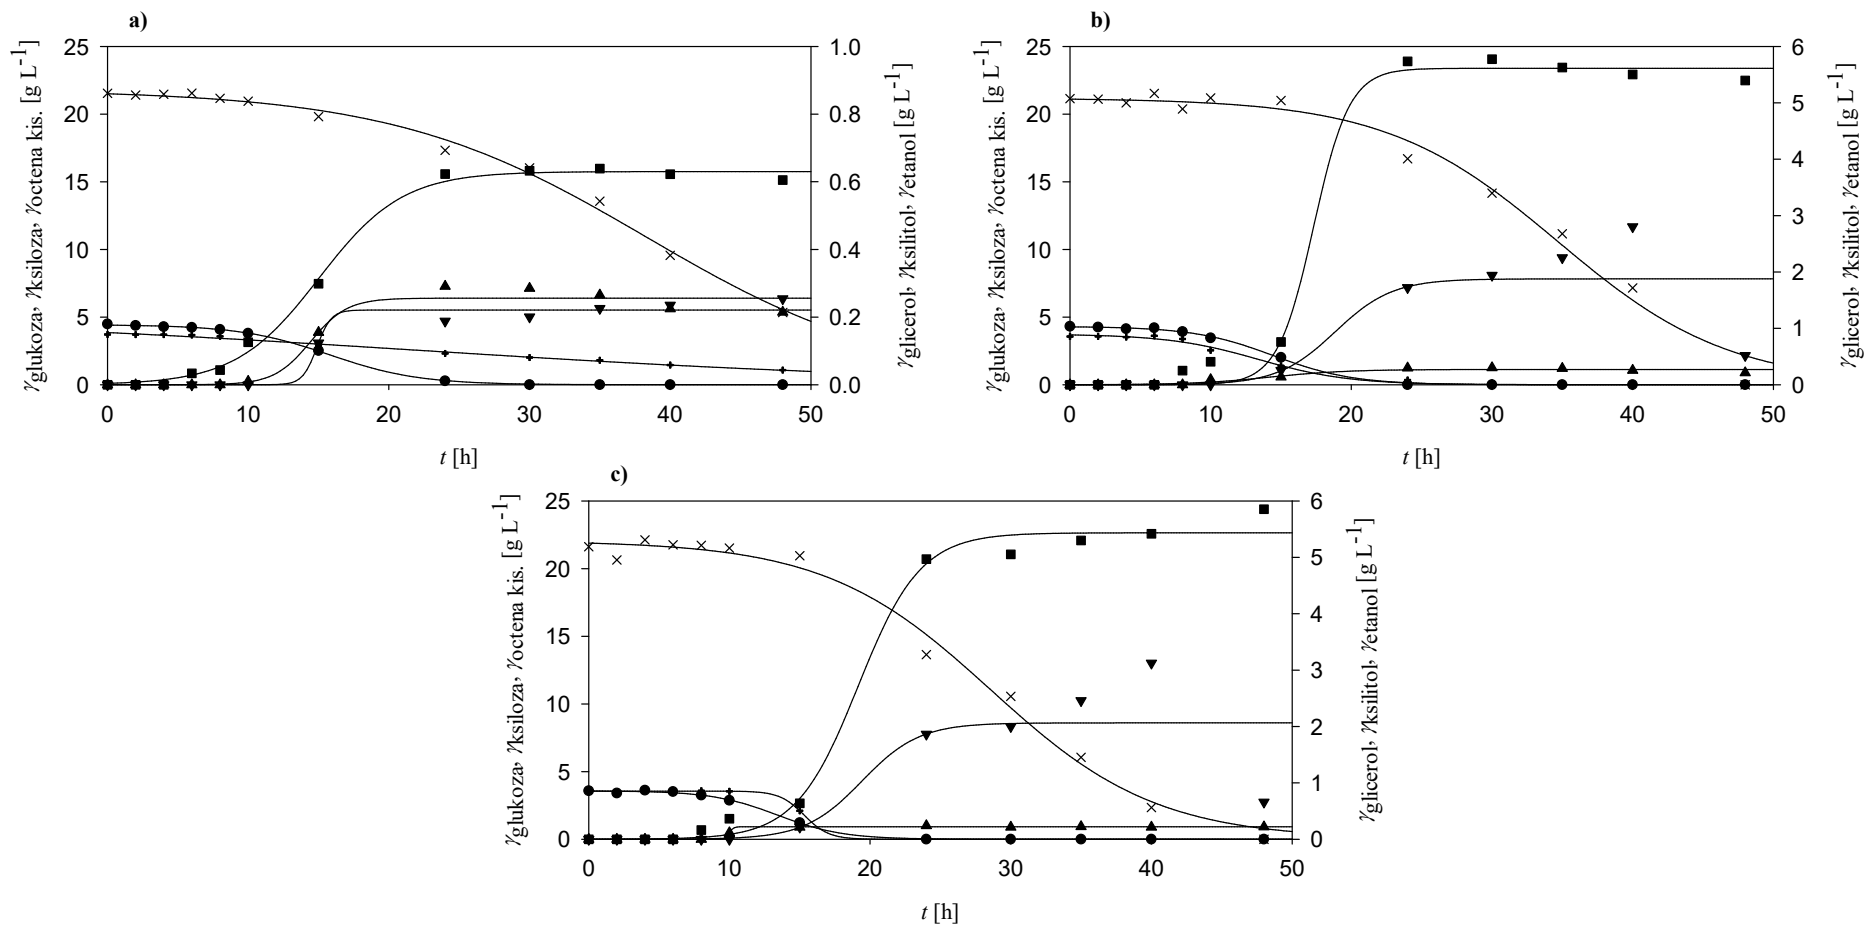 a)
γglukoza, γksiloza, γoctena kis. [g L-1]
25
20
15
10
5
0
1.0
0.8
0.6
0.4
0.2
0.0
γglicerol, γksilitol, γetanol [g L-1]
0 10 20 30 40 50
t [h]
b)
γglukoza, γksiloza, γoctena kis. [g L-1]
25
20
15
10
5
0
6
5
4
3
2
1
0
γglicerol, γksilitol, γetanol [g L-1]
0 10 20 30 40 50
t [h]
c)
γglukoza, γksiloza, γoctena kis. [g L-1]
25
20
15
10
5
0
6
5
4
3
2
1
0
γglicerol, γksilitol, γetanol [g L-1]
0 10 20 30 40 50
t [h]